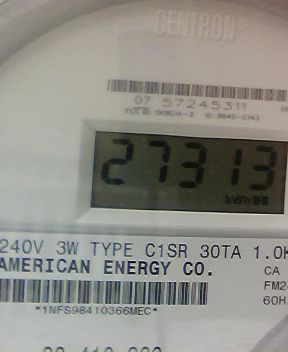 CENTRON
07 57245311
27313
kWh
240V 3W TYPE C1SR 30TA 1.0K
AMERICAN ENERGY CO.
CA
FM2
60H
*1NFS98410366MEC*